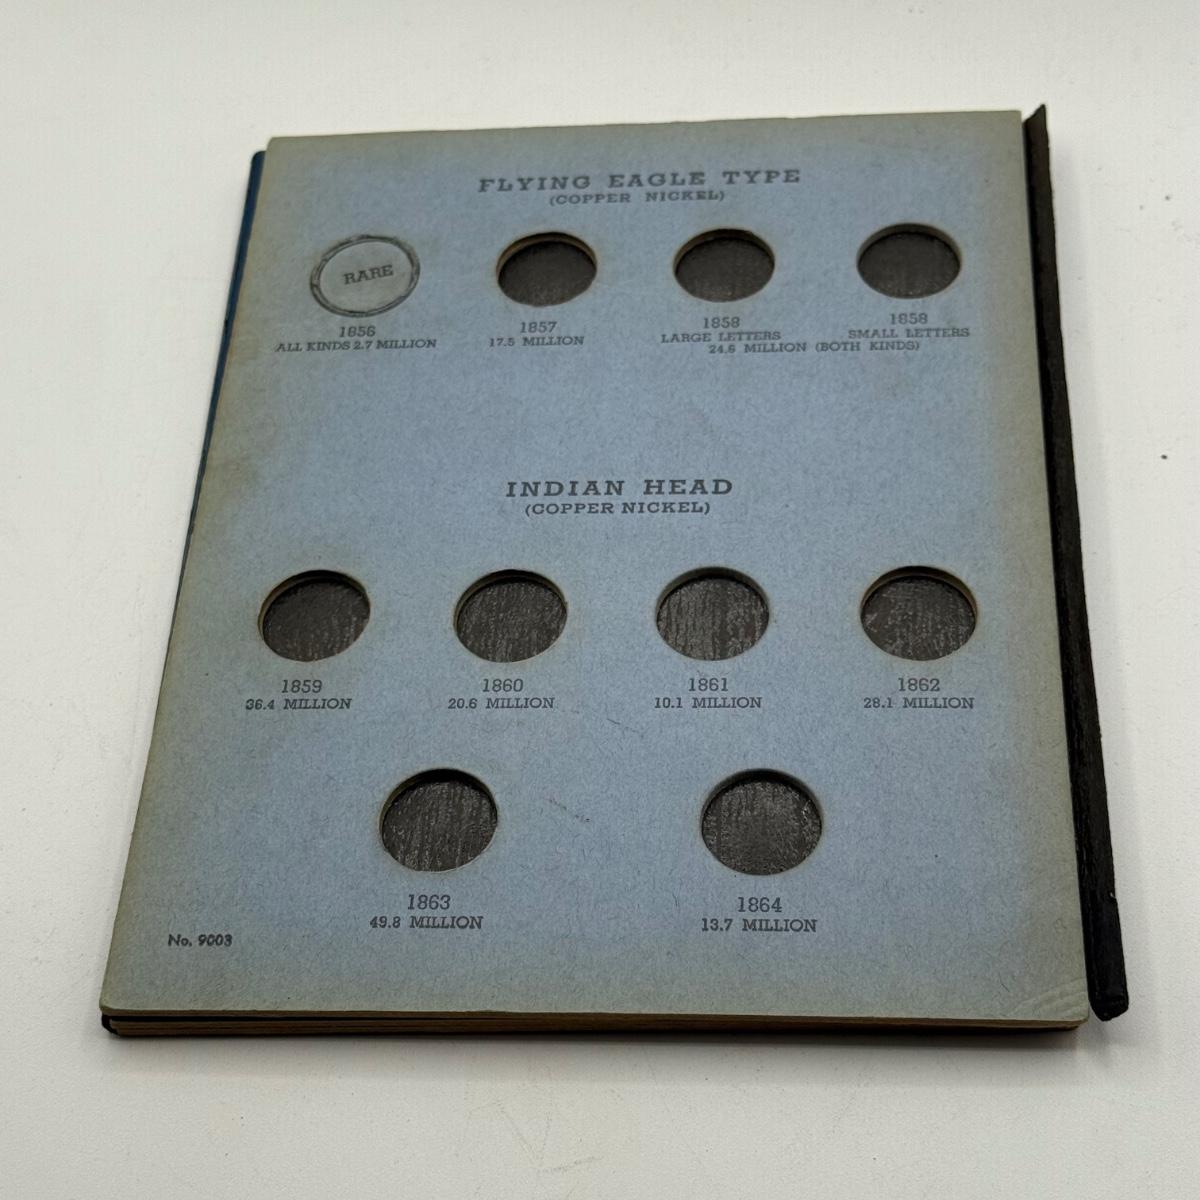 FLYING EAGLE TYPE
(COPPER NICKEL)
RARE
1856
ALL KINDS 2.7 MILLION
1857
17.5 MILLION
1858
LARGE LETTERS
1858
SMALL LETTERS
24.6 MILLION (BOTH KINDS)
INDIAN HEAD
(COPPER NICKEL)
1859
36.4 MILLION
1860
20.6 MILLION
1861
10.1 MILLION
1862
28.1 MILLION
1863
49.8 MILLION
1864
13.7 MILLION
No. 9003